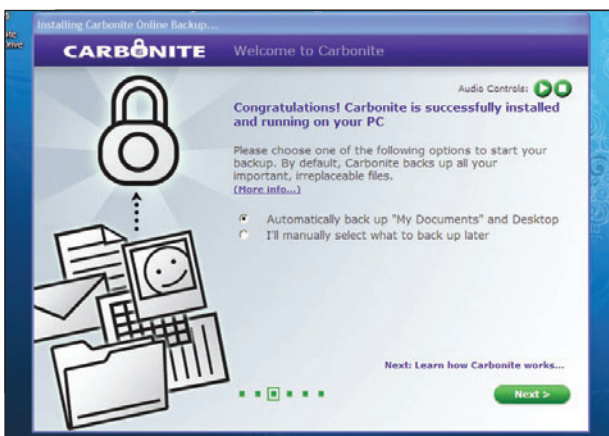 Installing Carbonite Online Backup...
CARBONITE
Welcome to Carbonite
Audio Controls:
Congratulations! Carbonite is successfully installed
and running on your PC
Please choose one of the following options to start your
backup. By default, Carbonite backs up all your
important, irreplaceable files.
(More info...)
Automatically back up "My Documents" and Desktop
I'll manually select what to back up later
Next: Learn how Carbonite works...
Next >